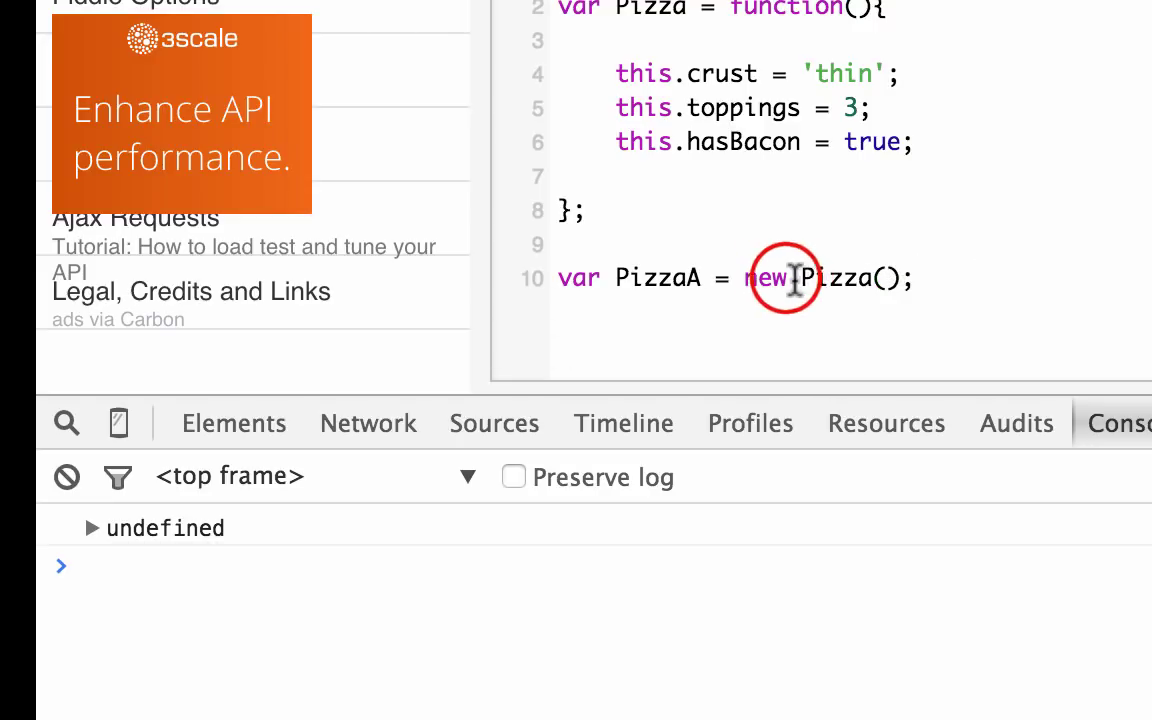 Fiddle Options
3scale
Enhance API
performance.
Ajax Requests
Tutorial: How to load test and tune your
API
Legal, Credits and Links
ads via Carbon
2 var Pizza = function(){
3
4 this.crust = 'thin';
5 this.toppings = 3;
6 this.hasBacon = true;
7
8 };
9
10 var PizzaA = new Pizza();
Elements Network Sources Timeline Profiles Resources Audits
<top frame> ▼ Preserve log
▶ undefined
>